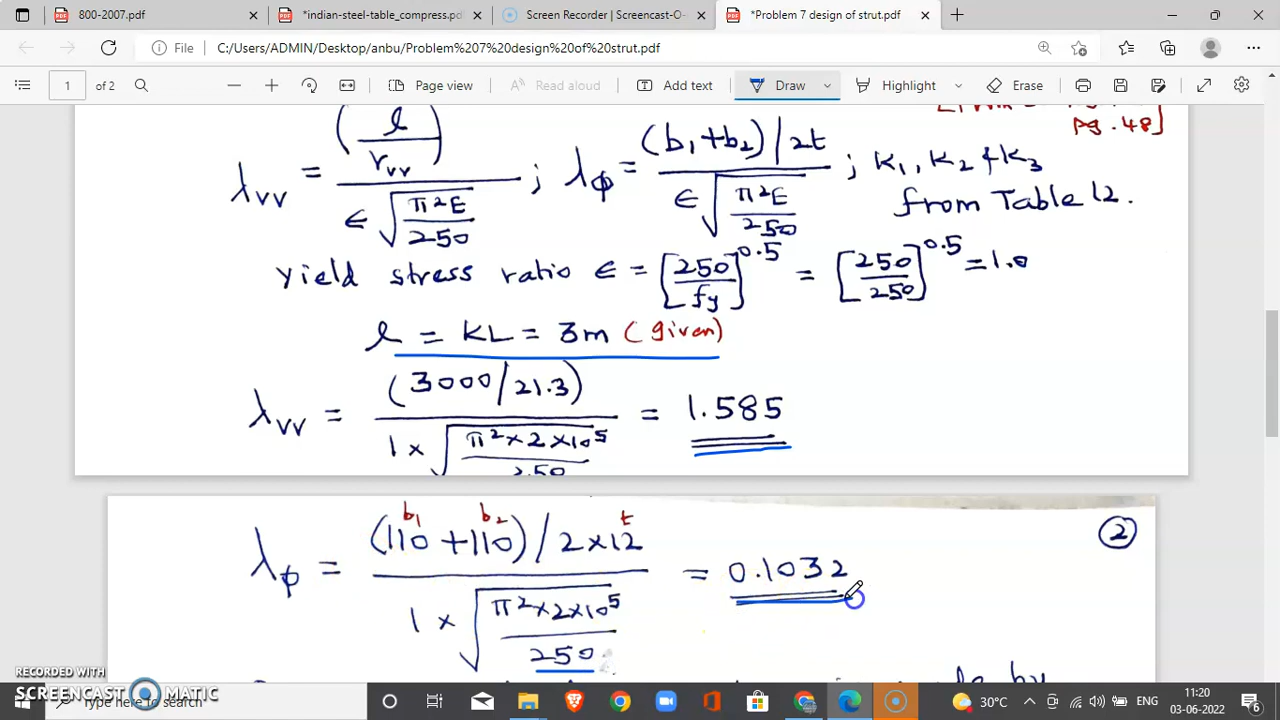 800-2007.pdf
*indian-steel-table_compress.pdf
Screen Recorder | Screencast-O-
*Problem 7 design of strut.pdf
File C:/Users/ADMIN/Desktop/anbu/Problem%207%20design%20of%20strut.pdf
1 of 2 Page view Read aloud Add text Draw Highlight Erase
pg. 48]
λvv = (l/rvv) / ϵ√(π²E/250) ; λϕ = (b1+b2)/2t / ϵ√(π²E/250) ; K1, K2 & K3
from Table 12.
yield stress ratio ϵ = [250/fy]^0.5 = [250/250]^0.5 = 1.0
l = KL = 3m (given)
λvv = (3000/21.3) / 1×√(π²×2×10⁵/250) = 1.585
b1 b2 t
λϕ = (110+110)/2×12 / 1×√(π²×2×10⁵/250) = 0.1032
2
RECORDED WITH
SCREENCAST MATIC
Type here to search
30°C
ENG
11:20
03-06-2022
6